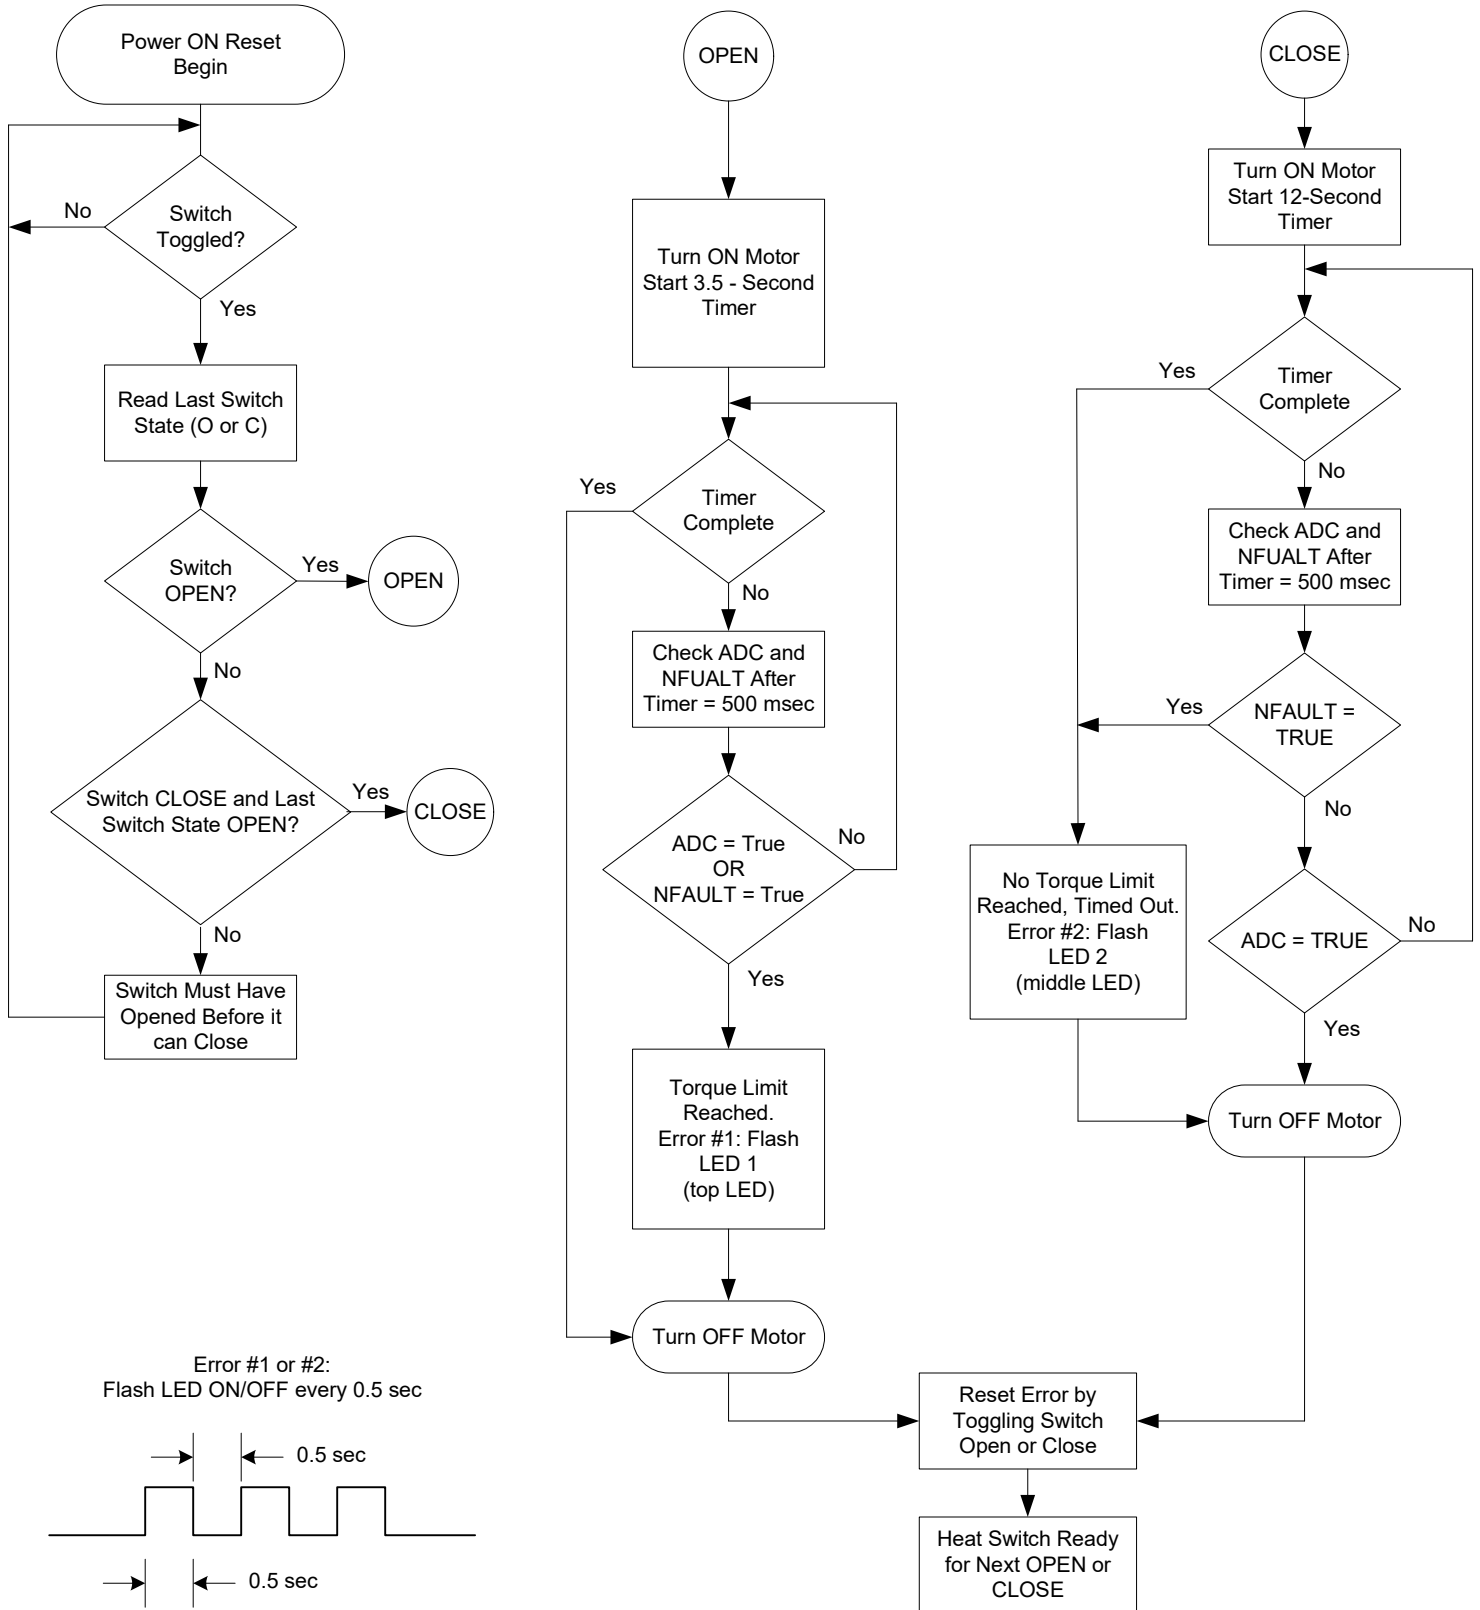 Power ON Reset
Begin
No
Switch
Toggled?
Yes
Read Last Switch
State (O or C)
Switch
OPEN?
Yes
OPEN
No
Switch CLOSE and Last
Switch State OPEN?
Yes
CLOSE
No
Switch Must Have
Opened Before it
can Close
Error #1 or #2:
Flash LED ON/OFF every 0.5 sec
0.5 sec
0.5 sec
OPEN
Turn ON Motor
Start 3.5 - Second
Timer
Yes
Timer
Complete
No
Check ADC and
NFUALT After
Timer = 500 msec
ADC = True
OR
NFAULT = True
No
Yes
Torque Limit
Reached.
Error #1: Flash
LED 1
(top LED)
Turn OFF Motor
CLOSE
Turn ON Motor
Start 12-Second
Timer
Yes
Timer
Complete
No
Check ADC and
NFUALT After
Timer = 500 msec
Yes
NFAULT =
TRUE
No
No Torque Limit
Reached, Timed Out.
Error #2: Flash
LED 2
(middle LED)
ADC = TRUE
No
Yes
Turn OFF Motor
Reset Error by
Toggling Switch
Open or Close
Heat Switch Ready
for Next OPEN or
CLOSE